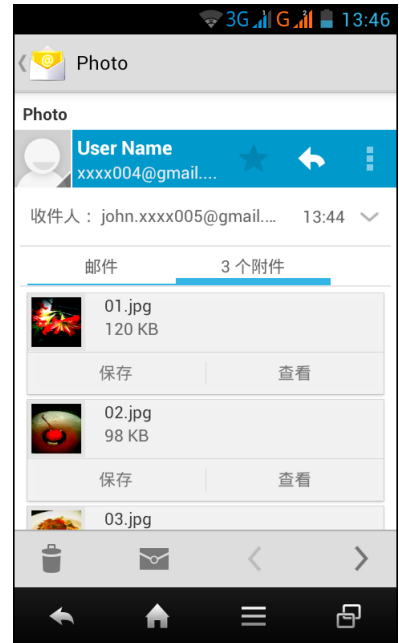 3G G 13:46
Photo
Photo
User Name
xxxx004@gmail....
收件人： john.xxxx005@gmail.... 13:44
邮件 3 个附件
01.jpg
120 KB
保存 查看
02.jpg
98 KB
保存 查看
03.jpg